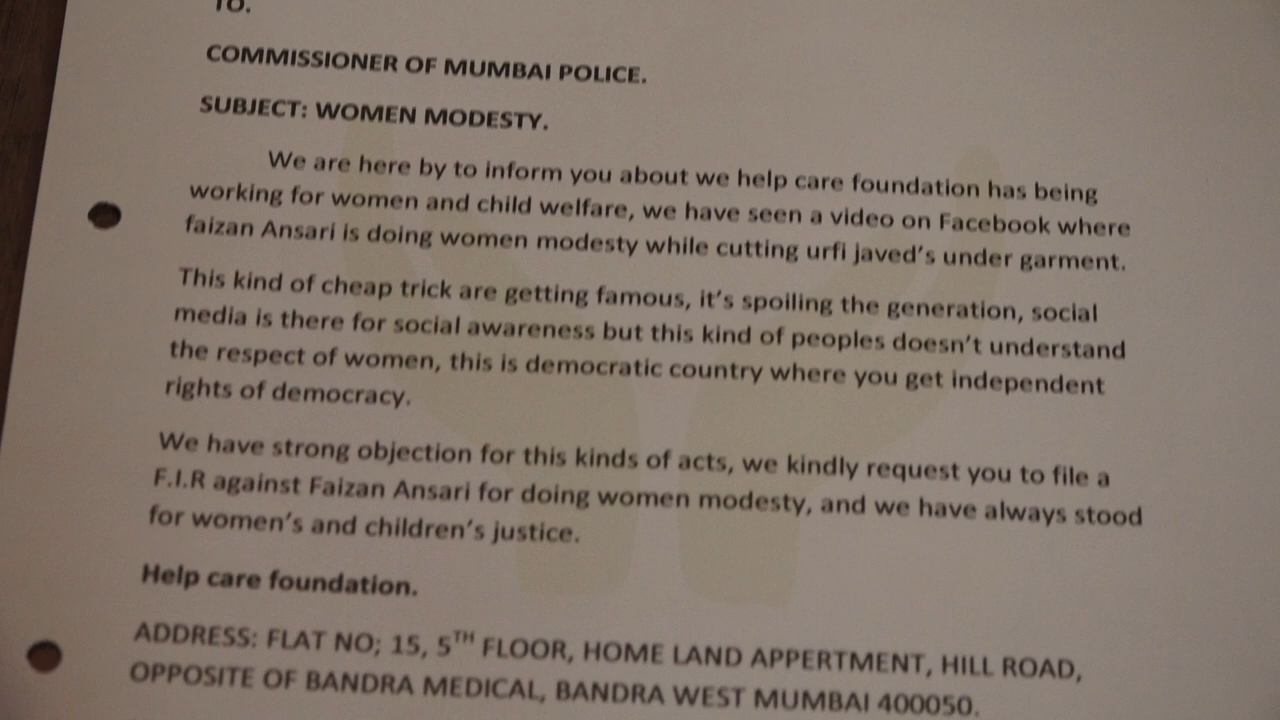 TO.
COMMISSIONER OF MUMBAI POLICE.
SUBJECT: WOMEN MODESTY.
We are here by to inform you about we help care foundation has being
working for women and child welfare, we have seen a video on Facebook where
faizan Ansari is doing women modesty while cutting urfi javed's under garment.
This kind of cheap trick are getting famous, it's spoiling the generation, social
media is there for social awareness but this kind of peoples doesn't understand
the respect of women, this is democratic country where you get independent
rights of democracy.
We have strong objection for this kinds of acts, we kindly request you to file a
F.I.R against Faizan Ansari for doing women modesty, and we have always stood
for women's and children's justice.
Help care foundation.
ADDRESS: FLAT NO; 15, 5TH FLOOR, HOME LAND APPERTMENT, HILL ROAD,
OPPOSITE OF BANDRA MEDICAL, BANDRA WEST MUMBAI 400050.